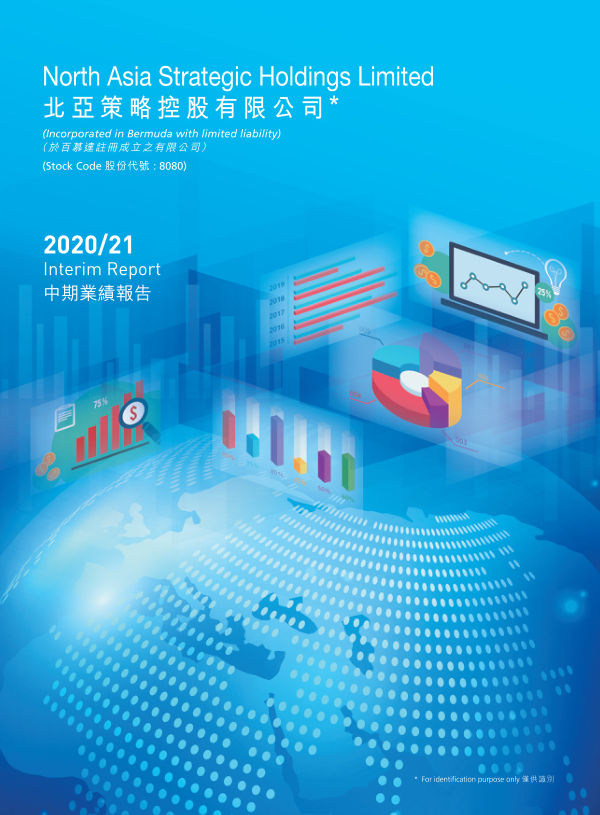 North Asia Strategic Holdings Limited
北亞策略控股有限公司*
(Incorporated in Bermuda with limited liability)
(於百慕達註冊成立之有限公司)
(Stock Code 股份代號 : 8080)
2020/21
Interim Report
中期業績報告
2019
2018
2017
2016
2015
25%
75%
$
003
* For identification purpose only 僅供識別